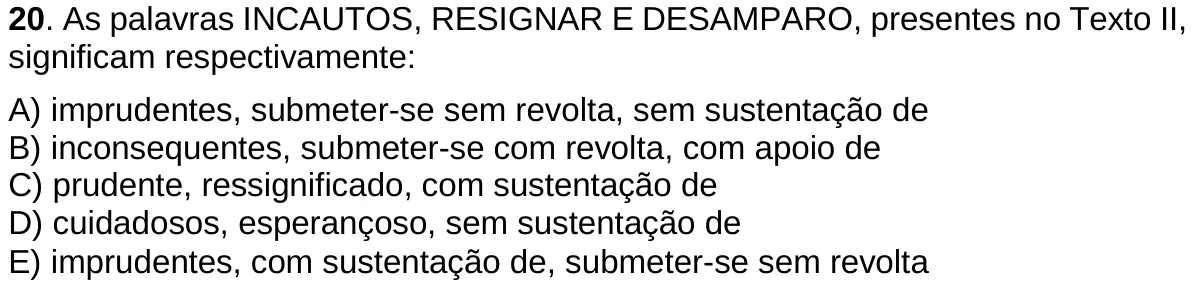 20. As palavras INCAUTOS, RESIGNAR E DESAMPARO, presentes no Texto II,
significam respectivamente:
A) imprudentes, submeter-se sem revolta, sem sustentação de
B) inconsequentes, submeter-se com revolta, com apoio de
C) prudente, ressignificado, com sustentação de
D) cuidadosos, esperançoso, sem sustentação de
E) imprudentes, com sustentação de, submeter-se sem revolta